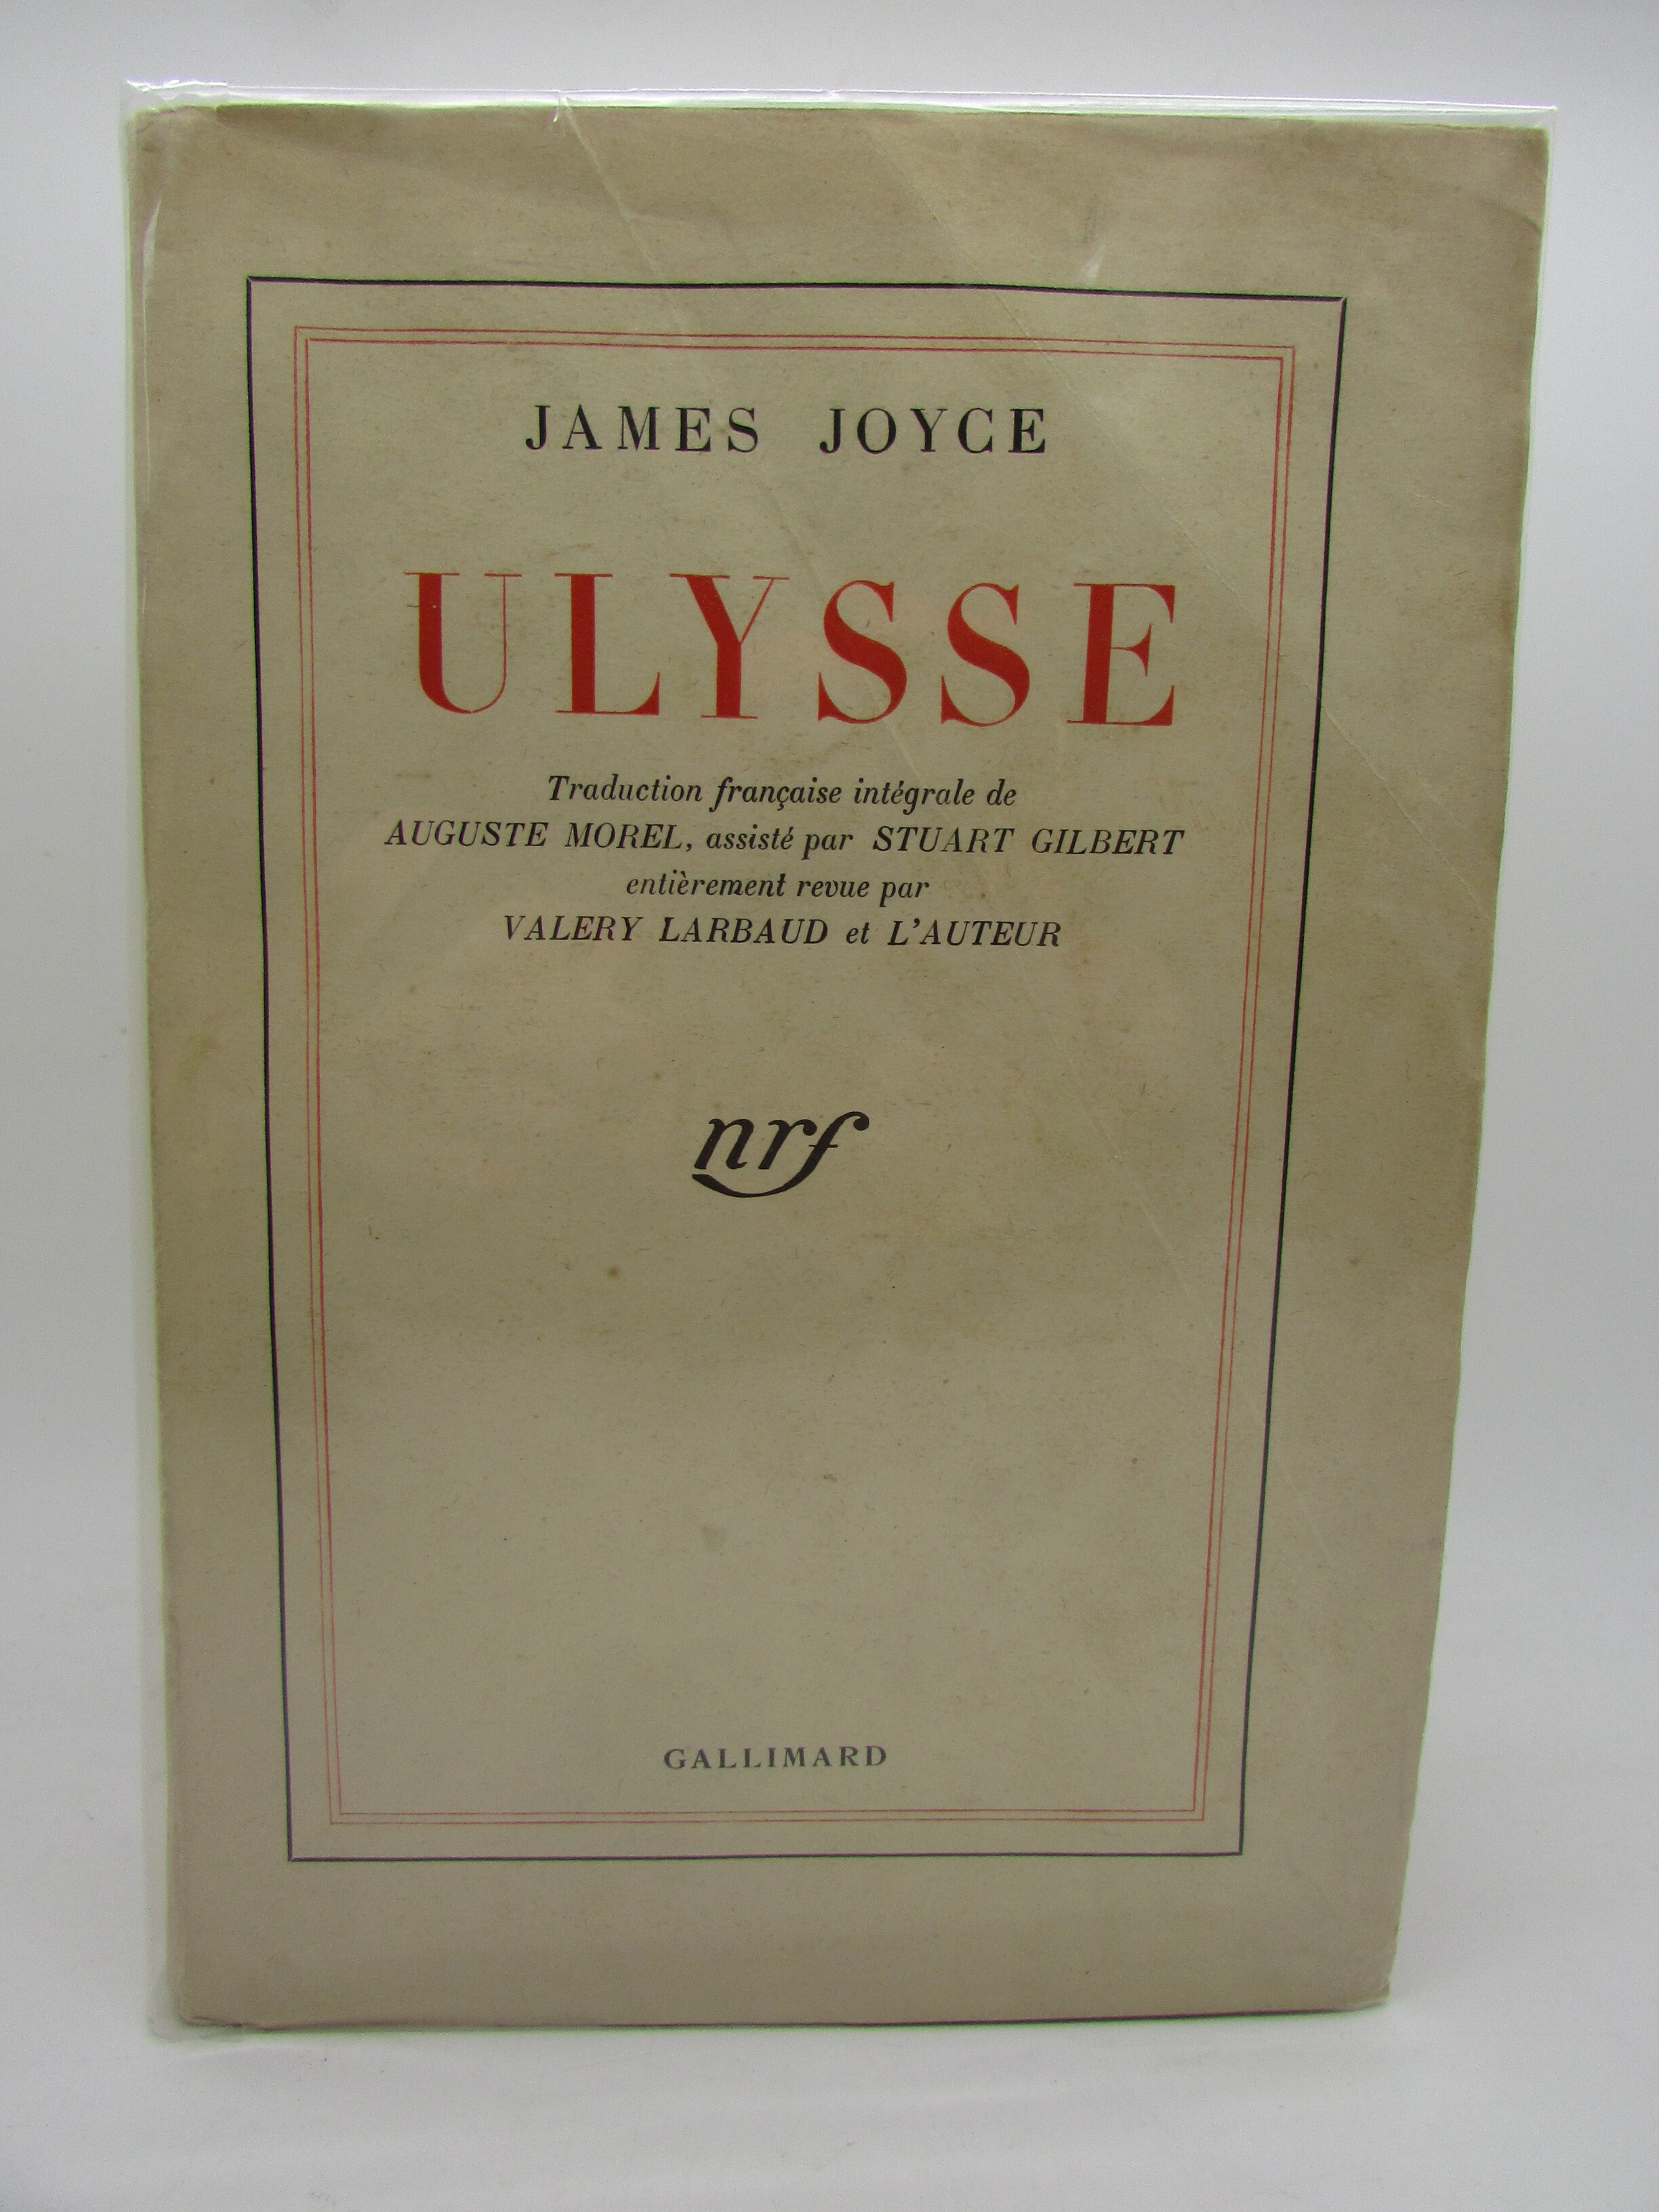 JAMES JOYCE
ULYSSE
Traduction française intégrale de
AUGUSTE MOREL, assisté par STUART GILBERT
entièrement revue par
VALERY LARBAUD et L'AUTEUR
nrf
GALLIMARD